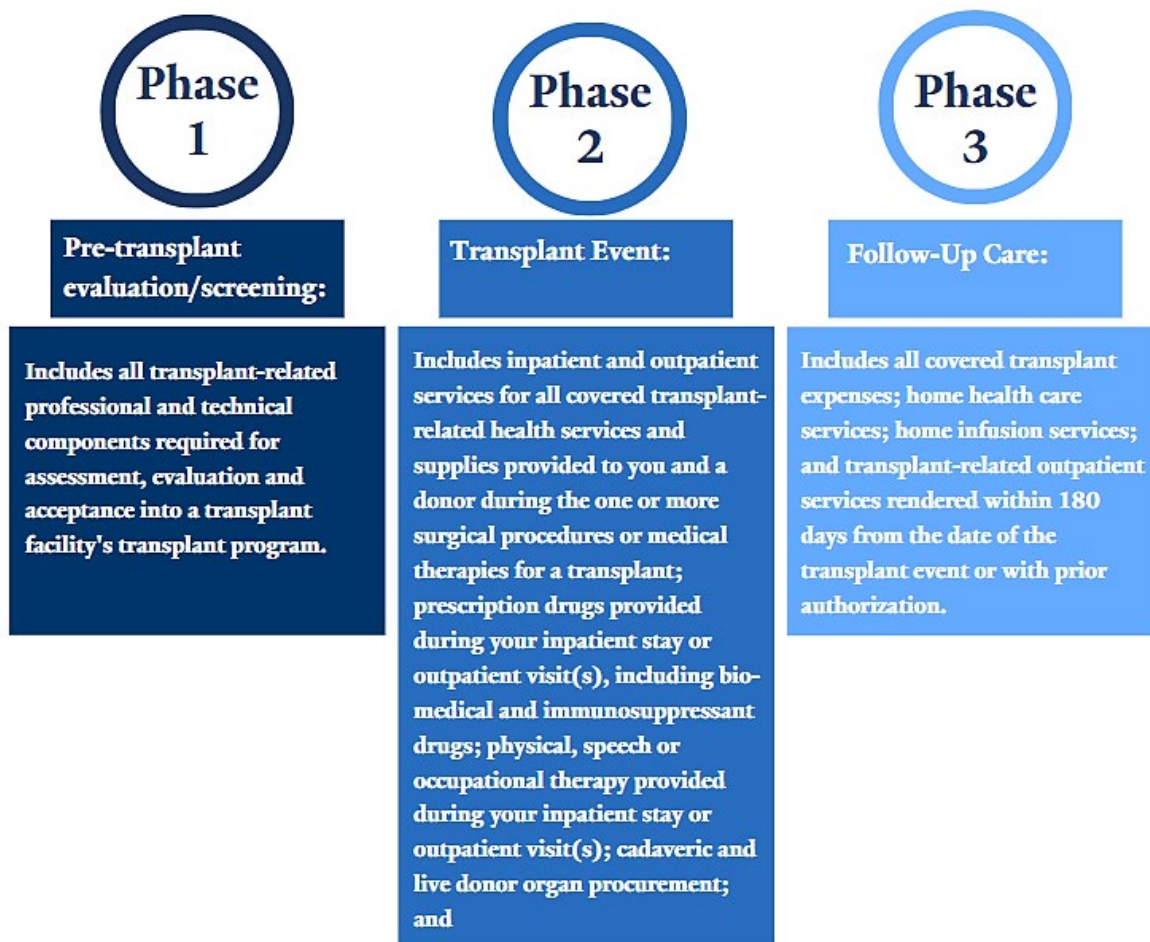 Phase
1
Pre-transplant
evaluation/screening:
Includes all transplant-related
professional and technical
components required for
assessment, evaluation and
acceptance into a transplant
facility's transplant program.
Phase
2
Transplant Event:
Includes inpatient and outpatient
services for all covered transplant-
related health services and
supplies provided to you and a
donor during the one or more
surgical procedures or medical
therapies for a transplant;
prescription drugs provided
during your inpatient stay or
outpatient visit(s), including bio-
medical and immunosuppressant
drugs; physical, speech or
occupational therapy provided
during your inpatient stay or
outpatient visit(s); cadaveric and
live donor organ procurement;
and
Phase
3
Follow-Up Care:
Includes all covered transplant
expenses; home health care
services; home infusion services;
and transplant-related outpatient
services rendered within 180
days from the date of the
transplant event or with prior
authorization.